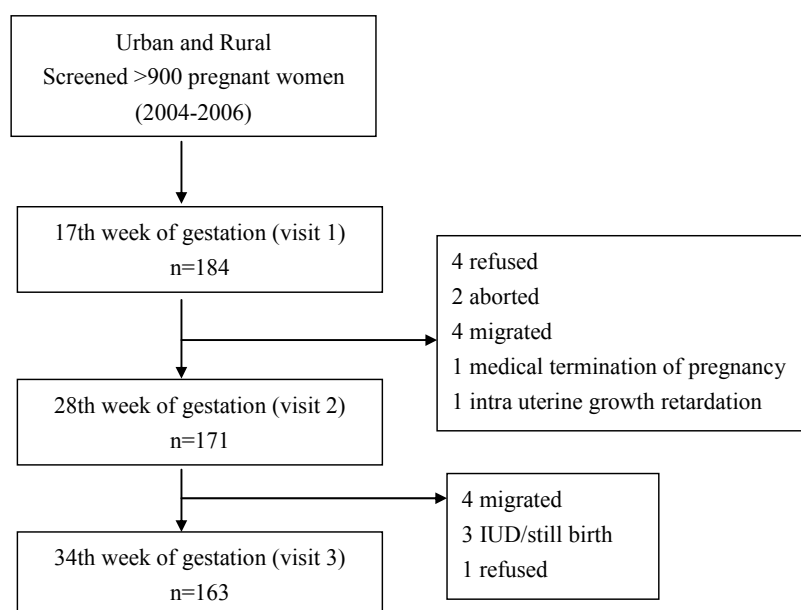 Urban and Rural
Screened >900 pregnant women
(2004-2006)
17th week of gestation (visit 1)
n=184
4 refused
2 aborted
4 migrated
1 medical termination of pregnancy
1 intra uterine growth retardation
28th week of gestation (visit 2)
n=171
4 migrated
3 IUD/still birth
1 refused
34th week of gestation (visit 3)
n=163